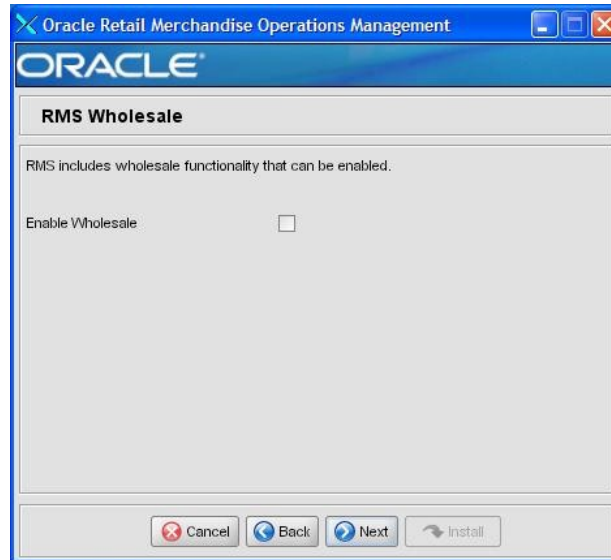 Oracle Retail Merchandise Operations Management
ORACLE
RMS Wholesale
RMS includes wholesale functionality that can be enabled.
Enable Wholesale
Cancel Back Next Install